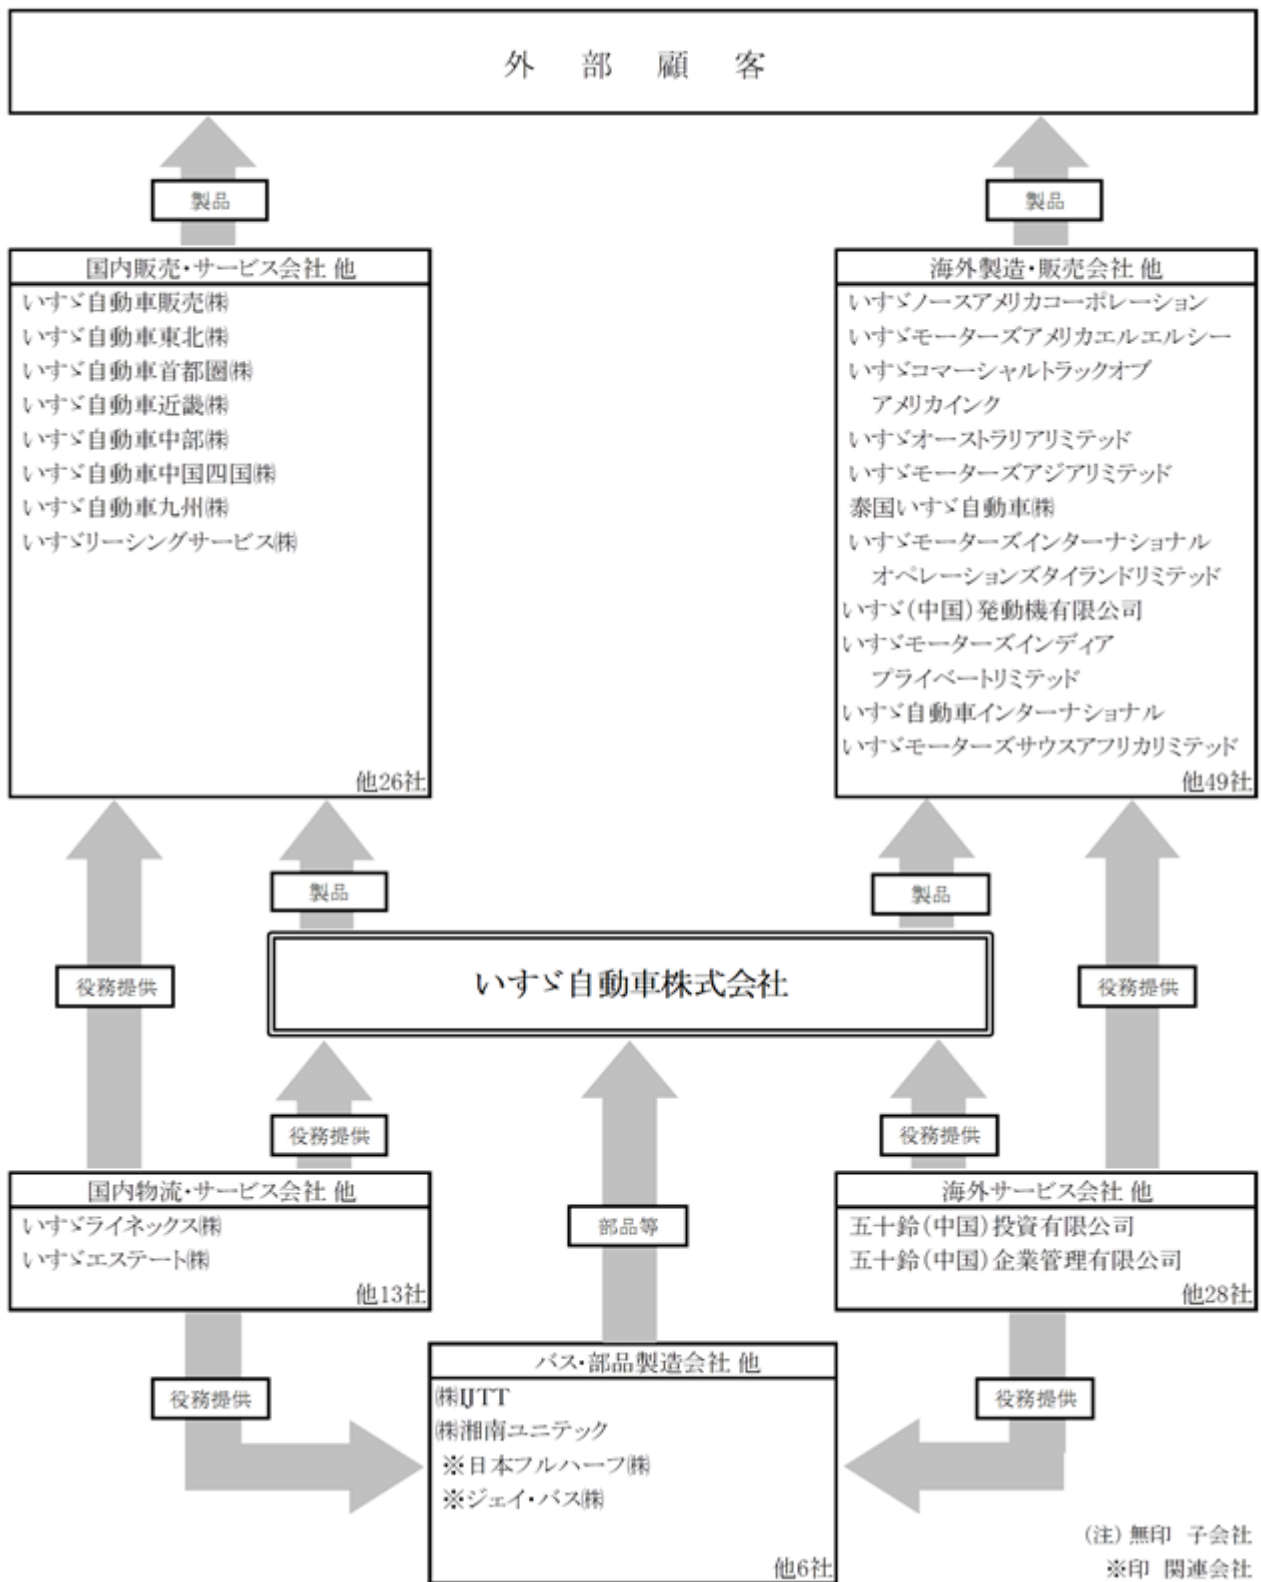 外 部 顧 客
製品
製品
国内販売・サービス会社 他
いすゞ自動車販売㈱
いすゞ自動車東北㈱
いすゞ自動車首都圏㈱
いすゞ自動車近畿㈱
いすゞ自動車中部㈱
いすゞ自動車中国四国㈱
いすゞ自動車九州㈱
いすゞリーシングサービス㈱
他26社
海外製造・販売会社 他
いすゞノースアメリカコーポレーション
いすゞモーターズアメリカエルエルシー
いすゞコマーシャルトラックオブ
アメリカインク
いすゞオーストラリアリミテッド
いすゞモーターズアジアリミテッド
泰国いすゞ自動車㈱
いすゞモーターズインターナショナル
オペレーションズタイランドリミテッド
いすゞ(中国)発動機有限公司
いすゞモーターズインディア
プライベートリミテッド
いすゞ自動車インターナショナル
いすゞモーターズサウスアフリカリミテッド
他49社
製品
製品
役務提供
いすゞ自動車株式会社
役務提供
役務提供
部品等
役務提供
国内物流・サービス会社 他
いすゞライネックス㈱
いすゞエステート㈱
他13社
海外サービス会社 他
五十鈴(中国)投資有限公司
五十鈴(中国)企業管理有限公司
他28社
役務提供
役務提供
バス・部品製造会社 他
㈱IJTT
㈱湘南ユニテック
※日本フルハーフ㈱
※ジェイ・バス㈱
他6社
(注) 無印 子会社
※印 関連会社